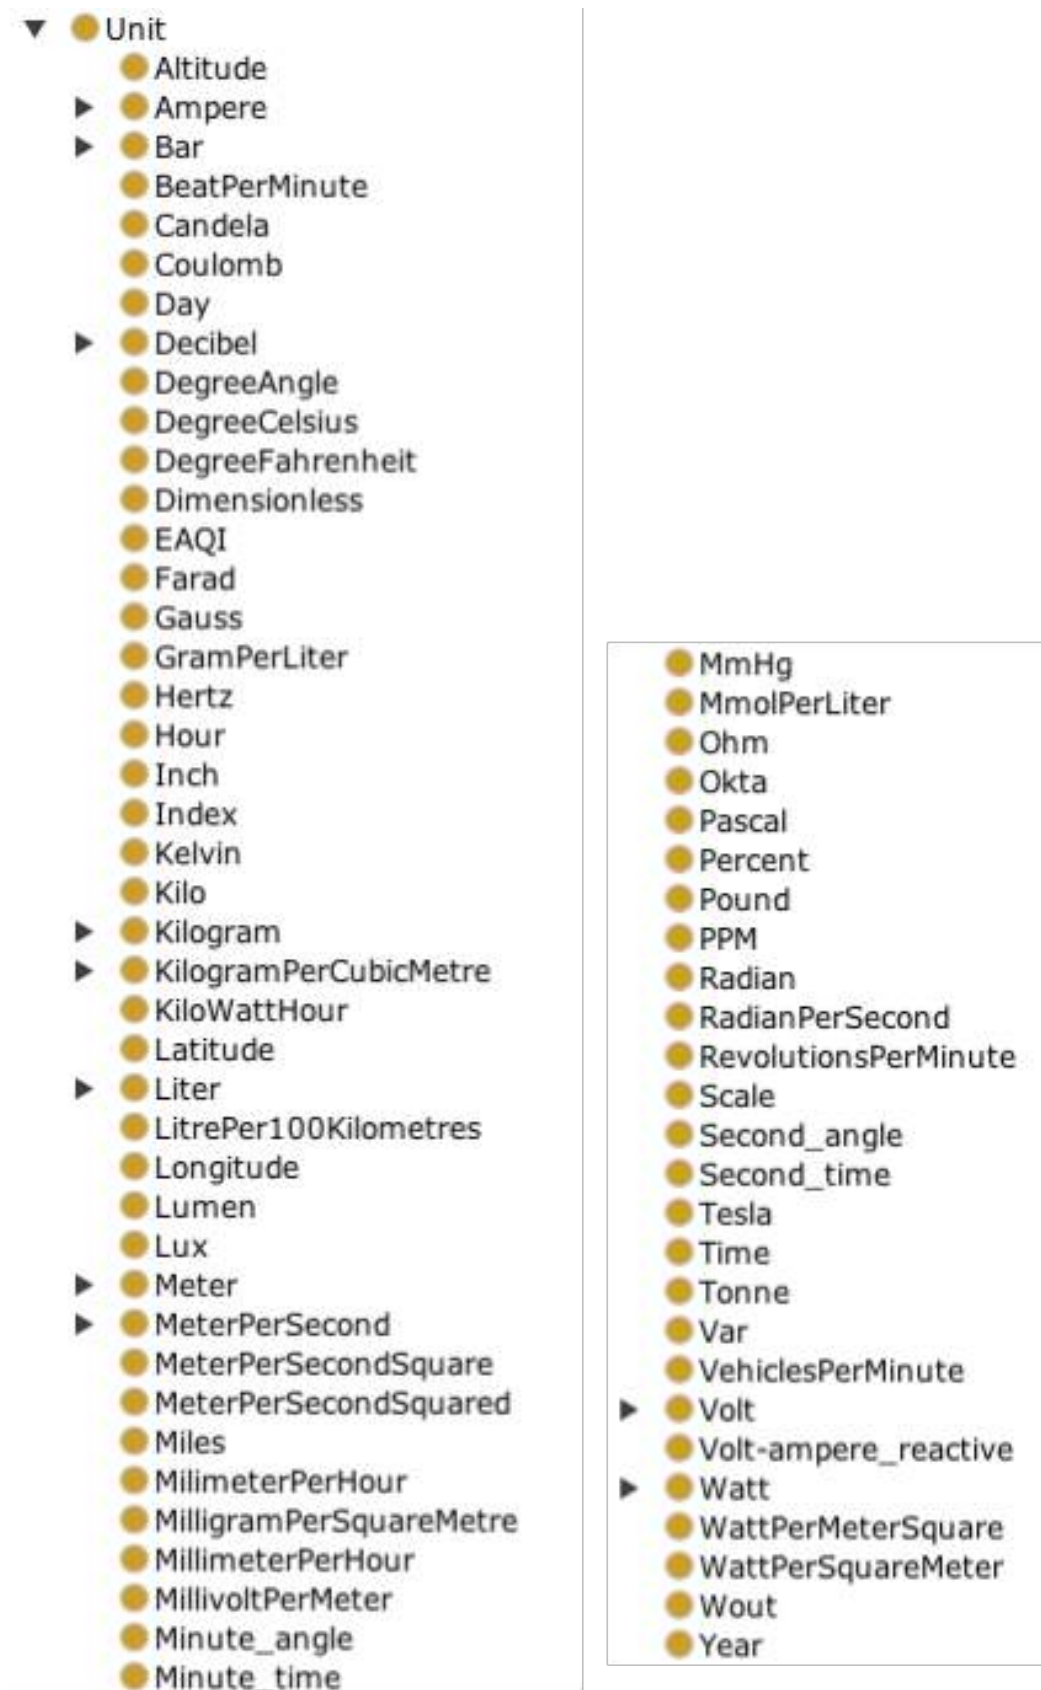 Unit
Altitude
Ampere
Bar
BeatPerMinute
Candela
Coulomb
Day
Decibel
DegreeAngle
DegreeCelsius
DegreeFahrenheit
Dimensionless
EAQI
Farad
Gauss
GramPerLiter
Hertz
Hour
Inch
Index
Kelvin
Kilo
Kilogram
KilogramPerCubicMetre
KiloWattHour
Latitude
Liter
LitrePer100Kilometres
Longitude
Lumen
Lux
Meter
MeterPerSecond
MeterPerSecondSquare
MeterPerSecondSquared
Miles
MilimeterPerHour
MilligramPerSquareMetre
MillimeterPerHour
MillivoltPerMeter
Minute_angle
Minute_time
MmHg
MmolPerLiter
Ohm
Okta
Pascal
Percent
Pound
PPM
Radian
RadianPerSecond
RevolutionsPerMinute
Scale
Second_angle
Second_time
Tesla
Time
Tonne
Var
VehiclesPerMinute
Volt
Volt-ampere_reactive
Watt
WattPerMeterSquare
WattPerSquareMeter
Wout
Year